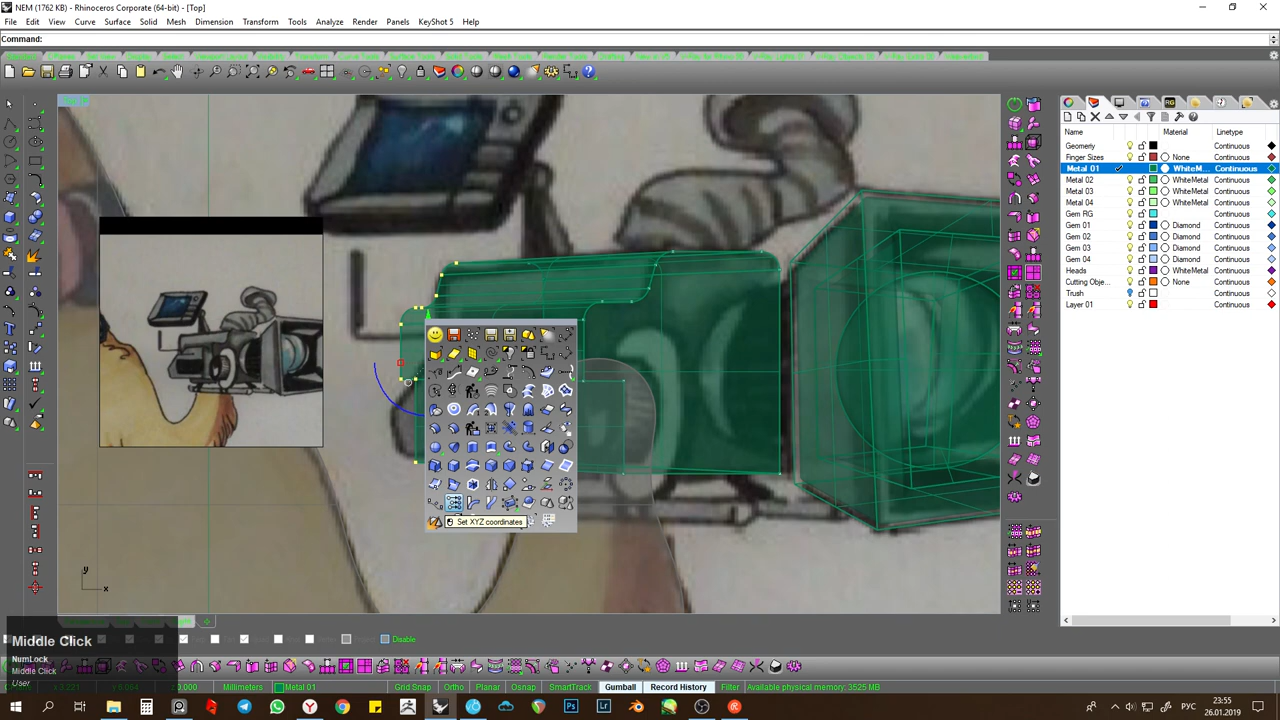 NEM (1762 KB) - Rhinoceros Corporate (64-bit) - [Top]
File Edit View Curve Surface Solid Mesh Dimension Transform Tools Analyze Render Panels KeyShot 5 Help
Command:
Name Material Linetype
Geomeriy Continuous
Finger Sizes None Continuous
Metal 01 WhiteM... Continuous
Metal 02 WhiteMetal Continuous
Metal 03 WhiteMetal Continuous
Metal 04 WhiteMetal Continuous
Gem RG Continuous
Gem 01 Diamond Continuous
Gem 02 Diamond Continuous
Gem 03 Diamond Continuous
Gem 04 Diamond Continuous
Heads WhiteMetal Continuous
Cutting Obje... None Continuous
Trush Continuous
Layer 01 Continuous
Set XYZ coordinates
y
x
Middle Click
NumLock
Middle Click
User
Disable
Millimeters Metal 01 Grid Snap Ortho Planar Osnap SmartTrack Gumball Record History Filter Available physical memory: 3525 MB
РУС
23:55
26.01.2019